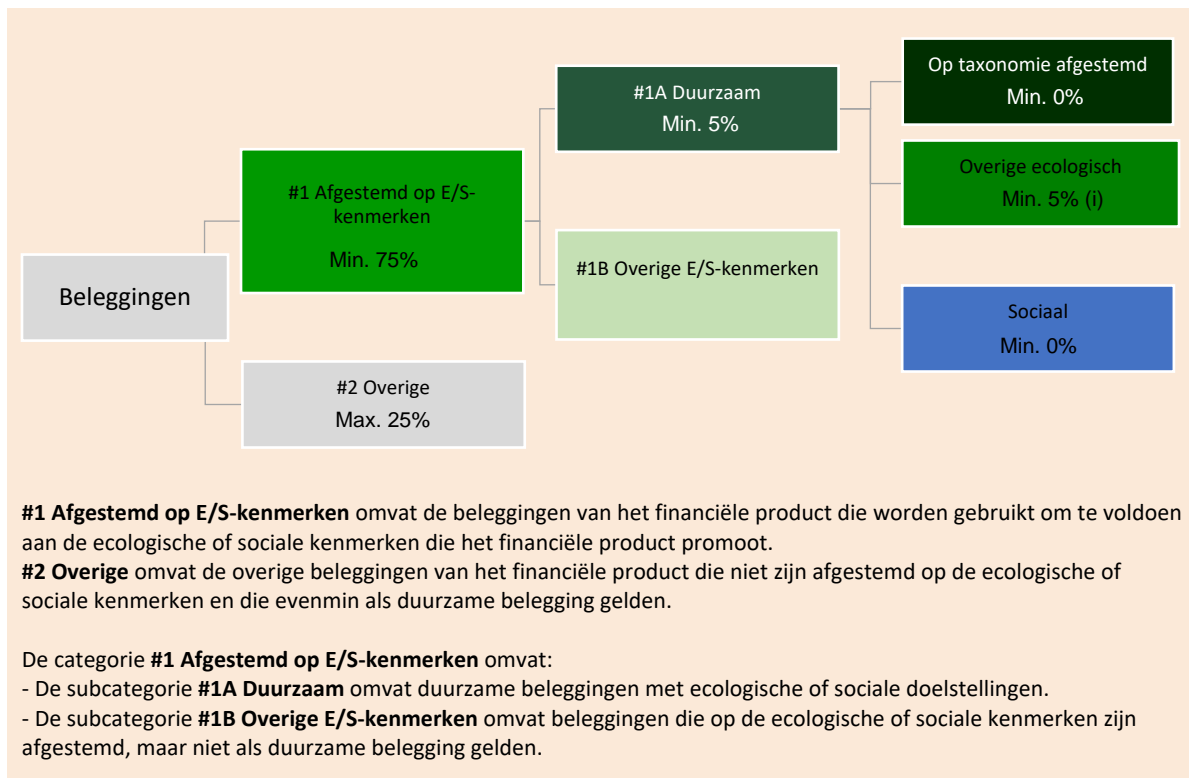 Beleggingen
#1 Afgestemd op E/S-
kenmerken
Min. 75%
#2 Overige
Max. 25%
#1A Duurzaam
Min. 5%
#1B Overige E/S-kenmerken
Op taxonomie afgestemd
Min. 0%
Overige ecologisch
Min. 5% (i)
Sociaal
Min. 0%
#1 Afgestemd op E/S-kenmerken omvat de beleggingen van het financiële product die worden gebruikt om te voldoen
aan de ecologische of sociale kenmerken die het financiële product promoot.
#2 Overige omvat de overige beleggingen van het financiële product die niet zijn afgestemd op de ecologische of
sociale kenmerken en die evenmin als duurzame belegging gelden.
De categorie #1 Afgestemd op E/S-kenmerken omvat:
- De subcategorie #1A Duurzaam omvat duurzame beleggingen met ecologische of sociale doelstellingen.
- De subcategorie #1B Overige E/S-kenmerken omvat beleggingen die op de ecologische of sociale kenmerken zijn
afgestemd, maar niet als duurzame belegging gelden.